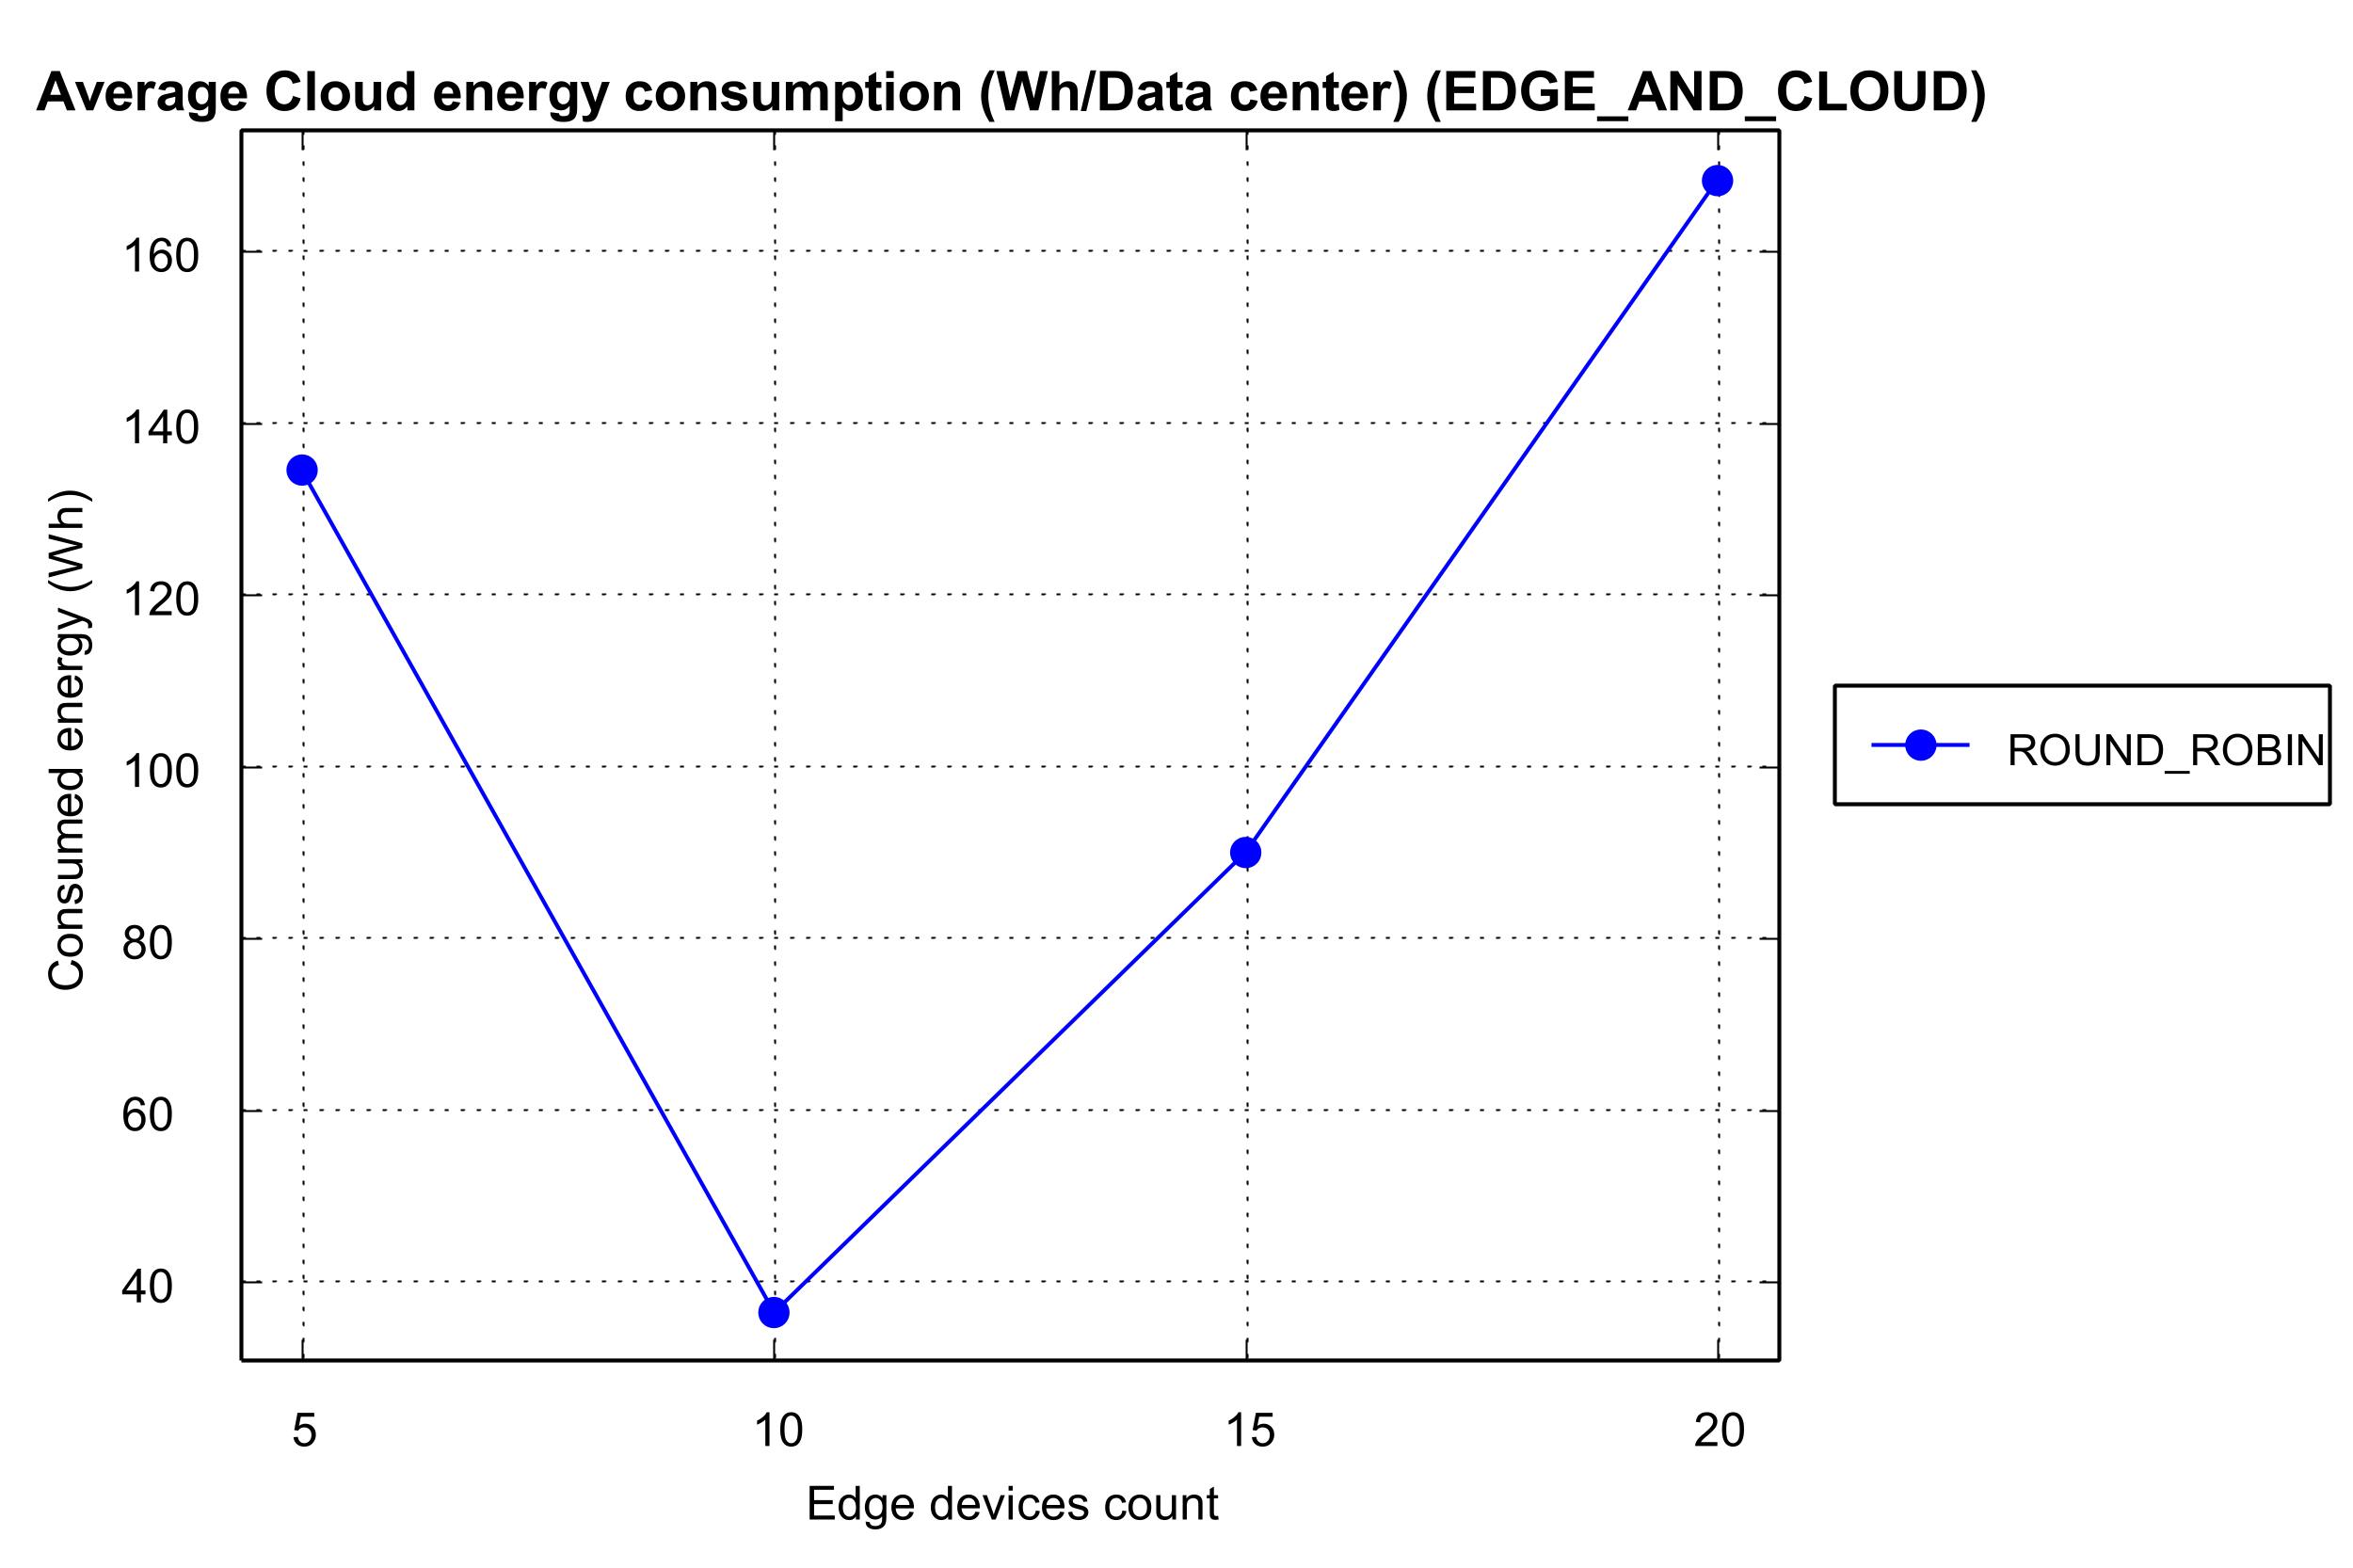 Average Cloud energy consumption (Wh/Data center) (EDGE_AND_CLOUD)
Consumed energy (Wh)
160
140
120
100
80
60
40
5
10
15
20
Edge devices count
ROUND_ROBIN